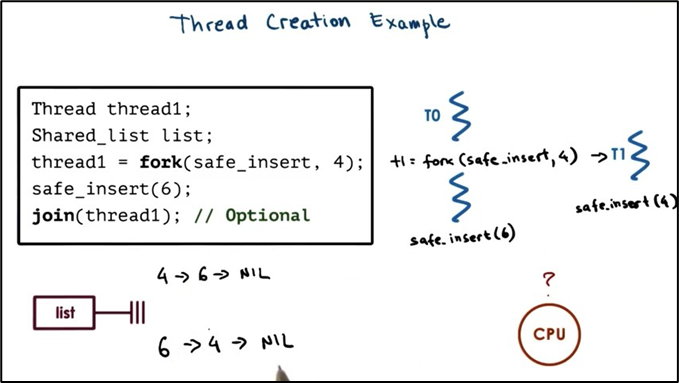 Thread Creation Example
Thread thread1;
Shared_list list;
thread1 = fork(safe_insert, 4);
safe_insert(6);
join(thread1); // Optional
T0
t1 = fork (safe_insert, 4) → T1
safe_insert(4)
safe_insert(6)
4 → 6 → NIL
list
6 → 4 → NIL
?
CPU